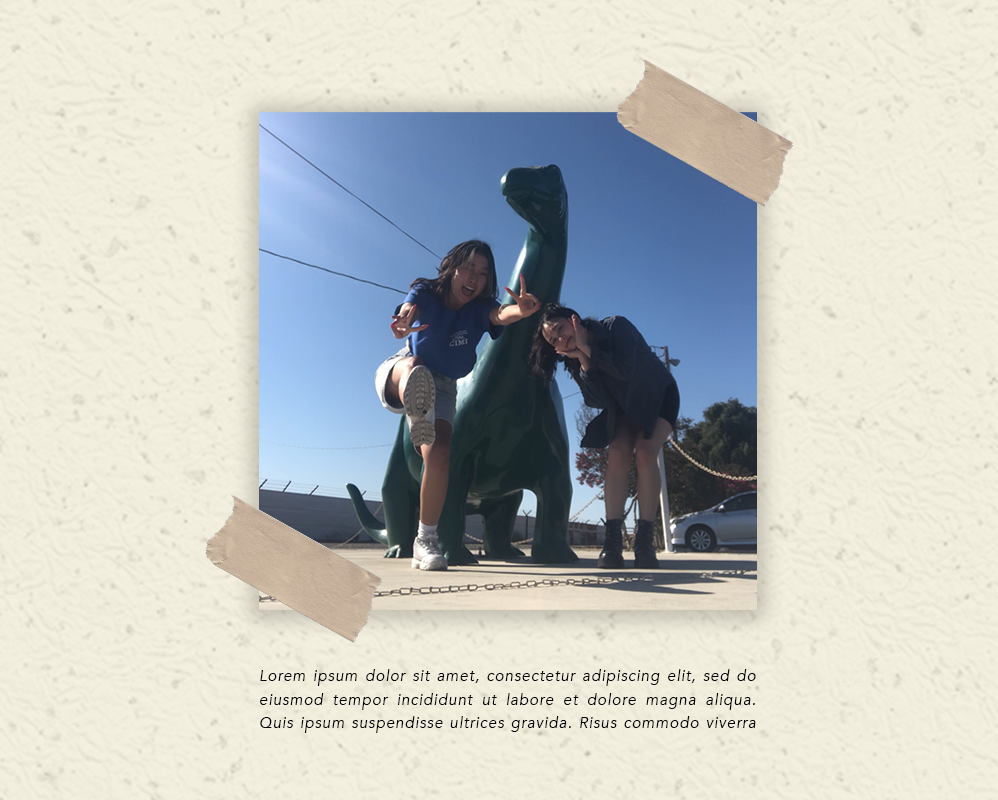 CIMI
Lorem ipsum dolor sit amet, consectetur adipiscing elit, sed do
eiusmod tempor incididunt ut labore et dolore magna aliqua.
Quis ipsum suspendisse ultrices gravida. Risus commodo viverra